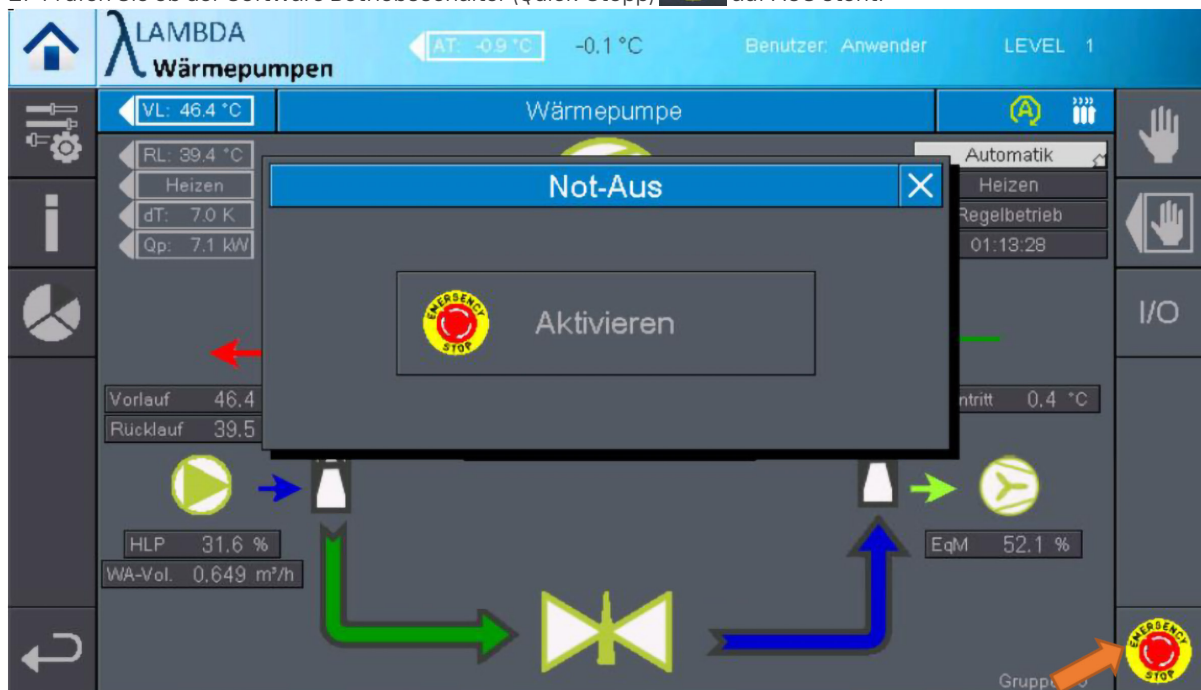 LAMBDA
Wärmepumpen
AT: -0.9 °C
-0.1 °C
Benutzer: Anwender
LEVEL 1
VL: 46.4 °C
Wärmepumpe
A
RL: 39.4 °C
Automatik
Heizen
Not-Aus
Heizen
dT: 7.0 K
Regelbetrieb
Qp: 7.1 kW
01:13:28
EMERGENCY STOP
Aktivieren
I/O
Vorlauf 46.4
ntritt 0.4 °C
Rücklauf 39.5
HLP 31.6 %
EqM 52.1 %
WA-Vol. 0.649 m³/h
EMERGENCY STOP
Gruppe